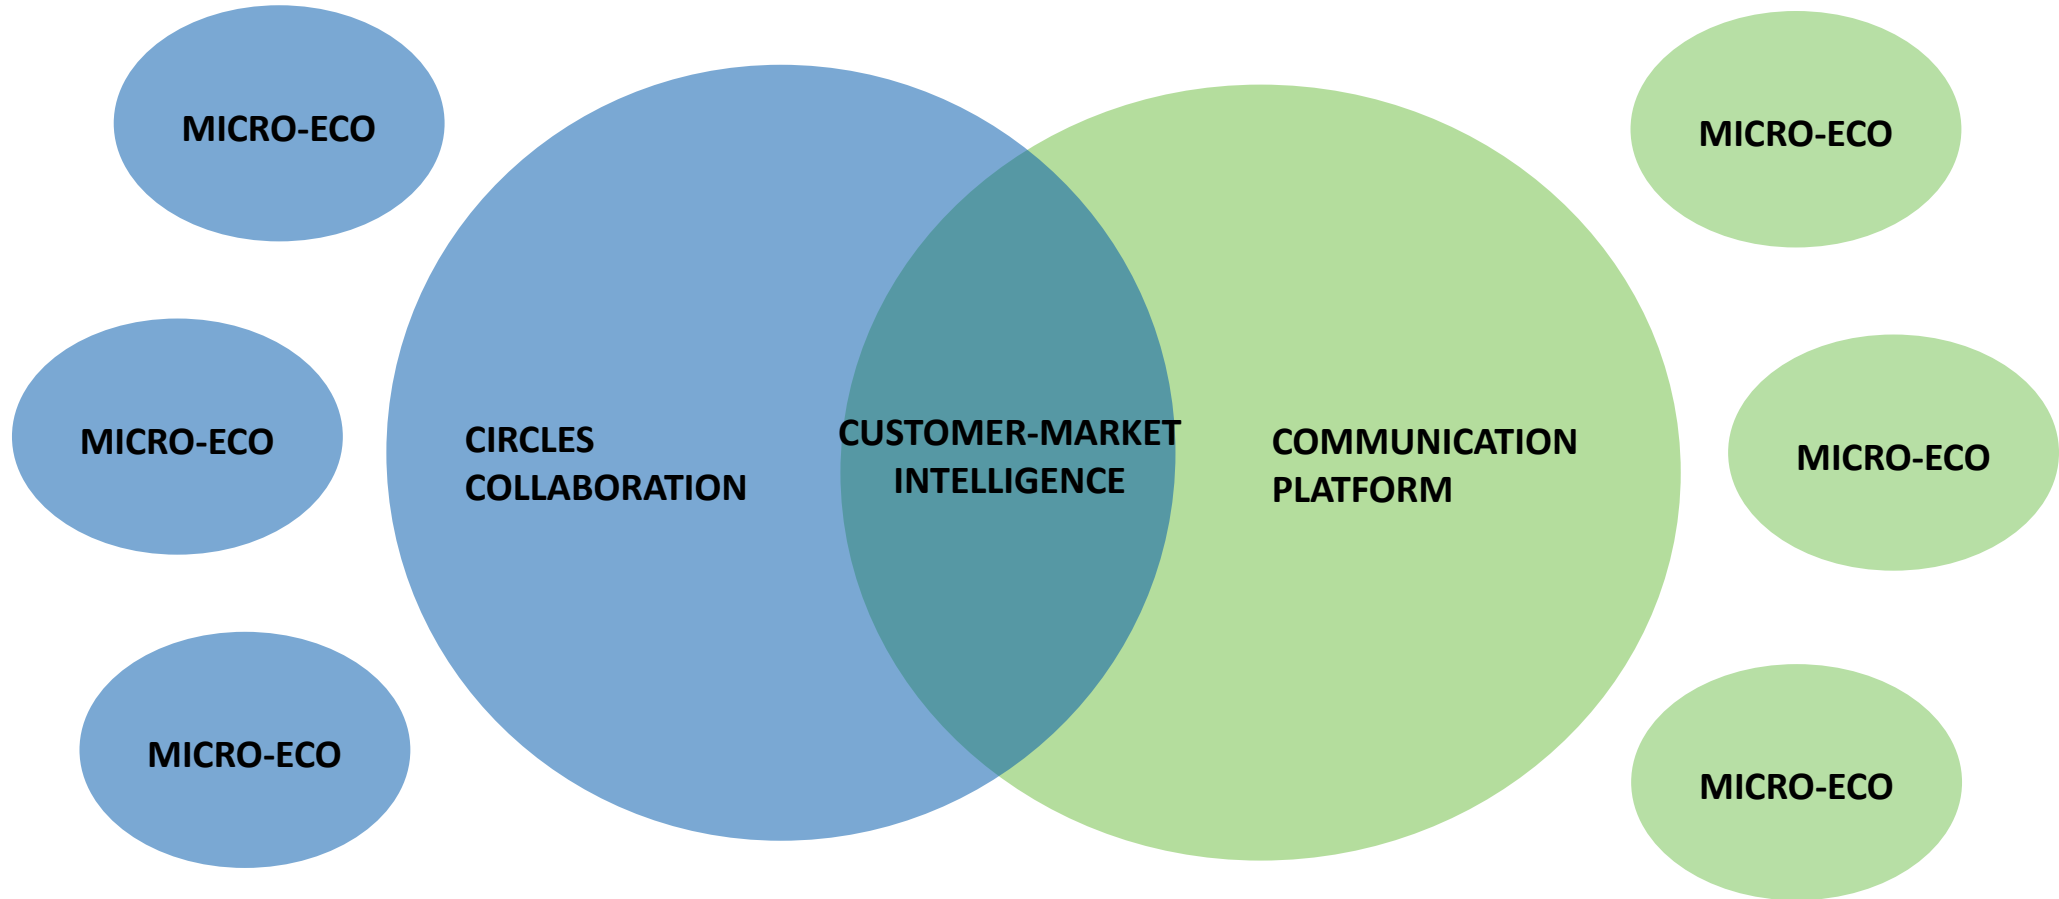 MICRO-ECO
MICRO-ECO
MICRO-ECO
CIRCLES
COLLABORATION
CUSTOMER-MARKET
INTELLIGENCE
COMMUNICATION
PLATFORM
MICRO-ECO
MICRO-ECO
MICRO-ECO